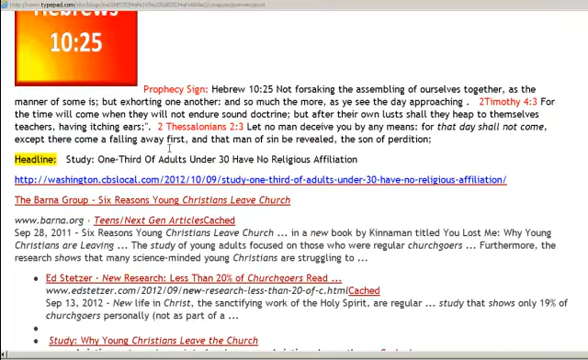 Hebrews
10:25
Prophecy Sign: Hebrew 10:25 Not forsaking the assembling of ourselves together, as the
manner of some is; but exhorting one another: and so much the more, as ye see the day approaching . 2Timothy 4:3 For
the time will come when they will not endure sound doctrine; but after their own lusts shall they heap to themselves
teachers, having itching ears;". 2 Thessalonians 2:3 Let no man deceive you by any means: for that day shall not come,
except there come a falling away first, and that man of sin be revealed, the son of perdition;
Headline: Study: One-Third Of Adults Under 30 Have No Religious Affiliation
http://washington.cbslocal.com/2012/10/09/study-one-third-of-adults-under-30-have-no-religious-affiliation/
The Barna Group - Six Reasons Young Christians Leave Church
www.barna.org · Teens/Next Gen ArticlesCached
Sep 28, 2011 - Six Reasons Young Christians Leave Church ... in a new book by Kinnaman titled You Lost Me: Why Young
Christians are Leaving ... The study of young adults focused on those who were regular churchgoers ... Furthermore, the
research shows that many science-minded young Christians are struggling to ...
Ed Stetzer - New Research: Less Than 20% of Churchgoers Read ...
www.edstetzer.com/2012/09/new-research-less-than-20-of-c.htmlCached
Sep 13, 2012 - New life in Christ, the sanctifying work of the Holy Spirit, are regular ... study that shows only 19% of
churchgoers personally (not as part of a ...
Study: Why Young Christians Leave the Church